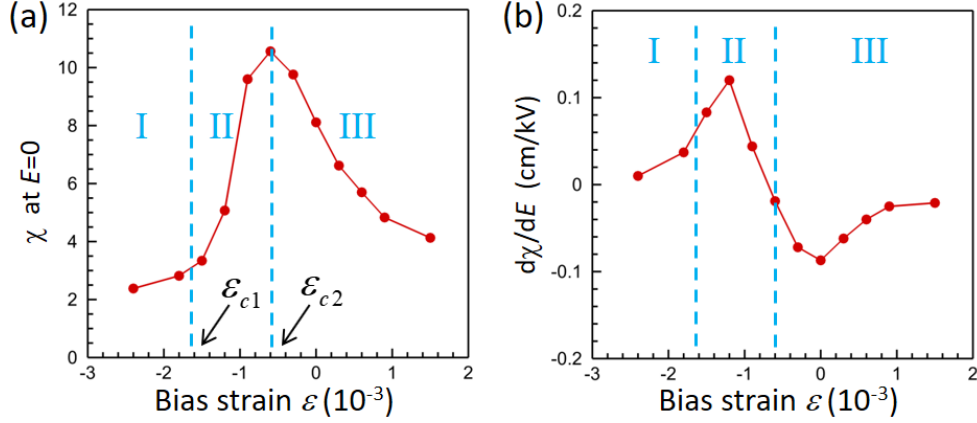 (a)
12
10
8
6
4
2
0
χ at E=0
I
II
III
ε_c1
ε_c2
-3
-2
-1
0
1
2
Bias strain ε (10⁻³)
(b)
0.2
0.1
0
-0.1
-0.2
dχ/dE (cm/kV)
I
II
III
-3
-2
-1
0
1
2
Bias strain ε (10⁻³)